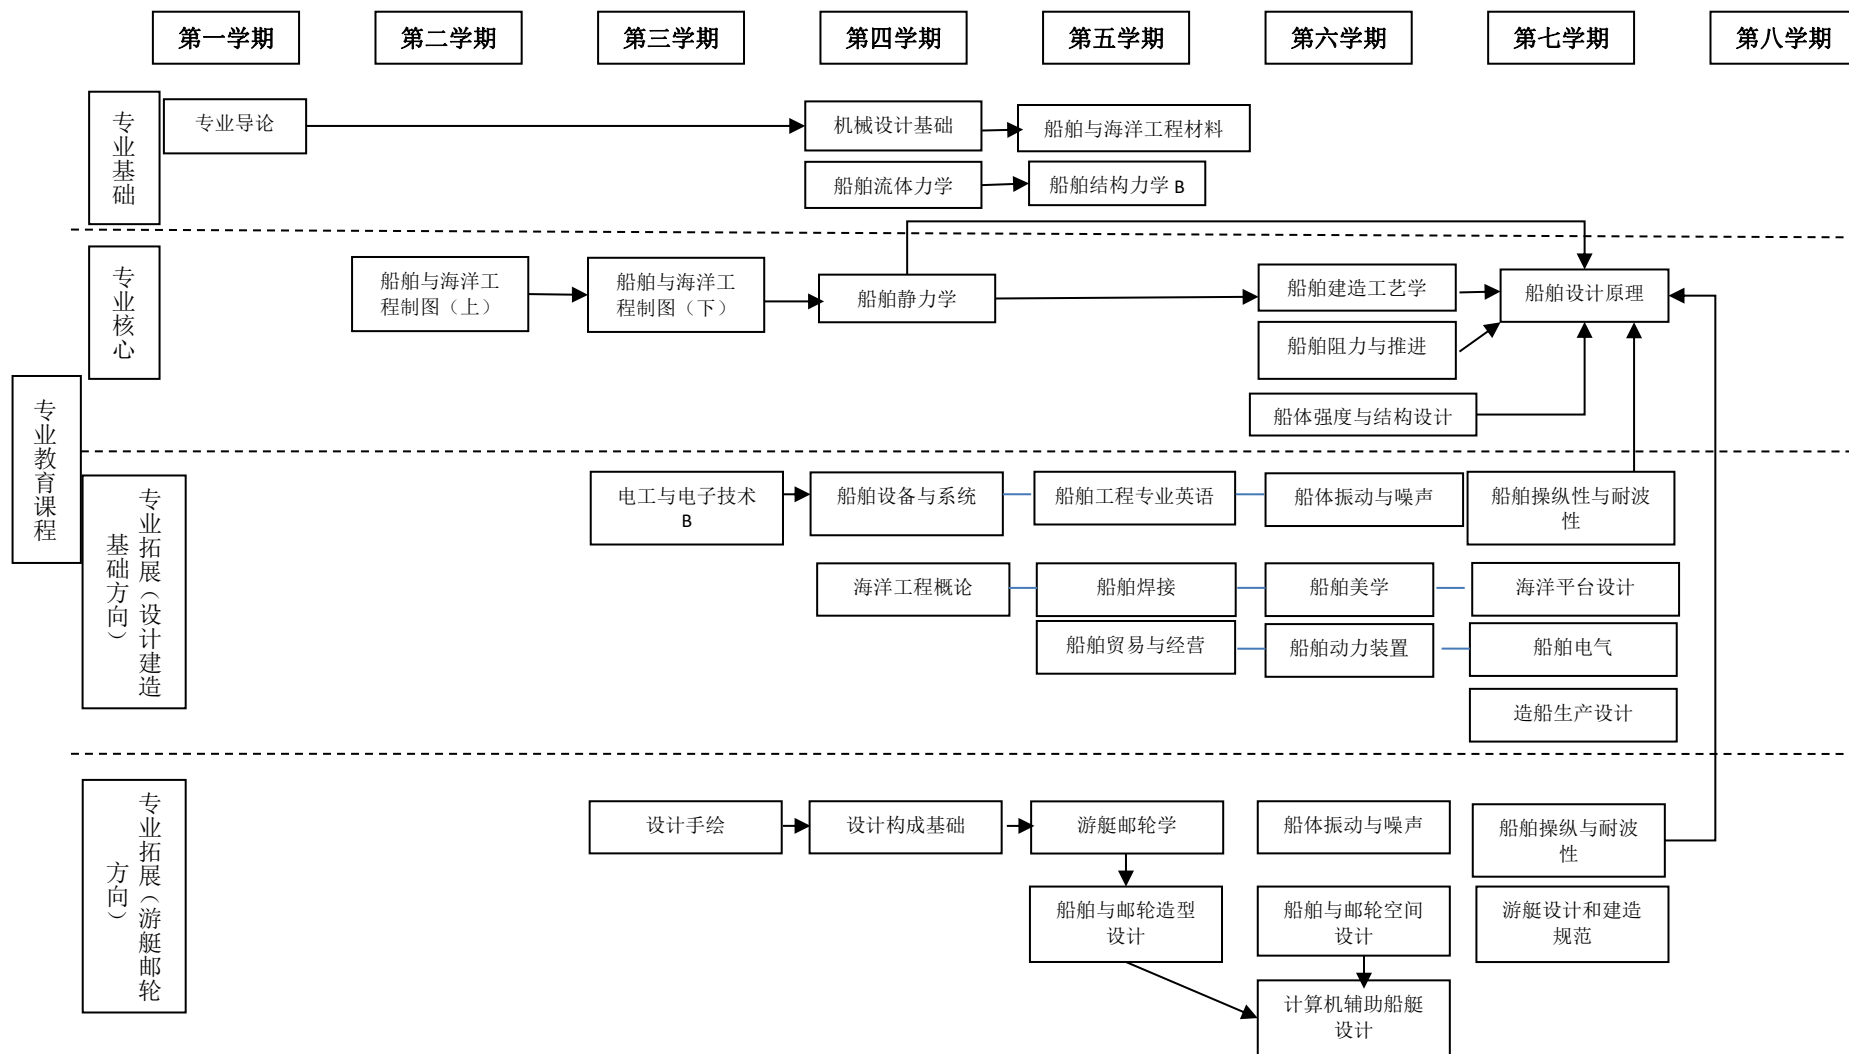 第一学期
第二学期
第三学期
第四学期
第五学期
第六学期
第七学期
第八学期
专业教育课程
专业基础
专业导论
机械设计基础
船舶与海洋工程材料
船舶流体力学
船舶结构力学 B
专业核心
船舶与海洋工
程制图（上）
船舶与海洋工
程制图（下）
船舶静力学
船舶建造工艺学
船舶设计原理
船舶阻力与推进
船体强度与结构设计
专业拓展（设计建造
基础方向）
电工与电子技术
B
船舶设备与系统
船舶工程专业英语
船体振动与噪声
船舶操纵性与耐波
性
海洋工程概论
船舶焊接
船舶美学
海洋平台设计
船舶贸易与经营
船舶动力装置
船舶电气
造船生产设计
专业拓展（游艇邮轮
方向）
设计手绘
设计构成基础
游艇邮轮学
船体振动与噪声
船舶操纵与耐波
性
船舶与邮轮造型
设计
船舶与邮轮空间
设计
游艇设计和建造
规范
计算机辅助船艇
设计